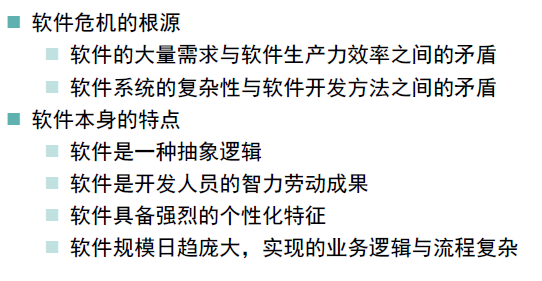 软件危机的根源
软件的大量需求与软件生产力效率之间的矛盾
软件系统的复杂性与软件开发方法之间的矛盾
软件本身的特点
软件是一种抽象逻辑
软件是开发人员的智力劳动成果
软件具备强烈的个性化特征
软件规模日趋庞大，实现的业务逻辑与流程复杂